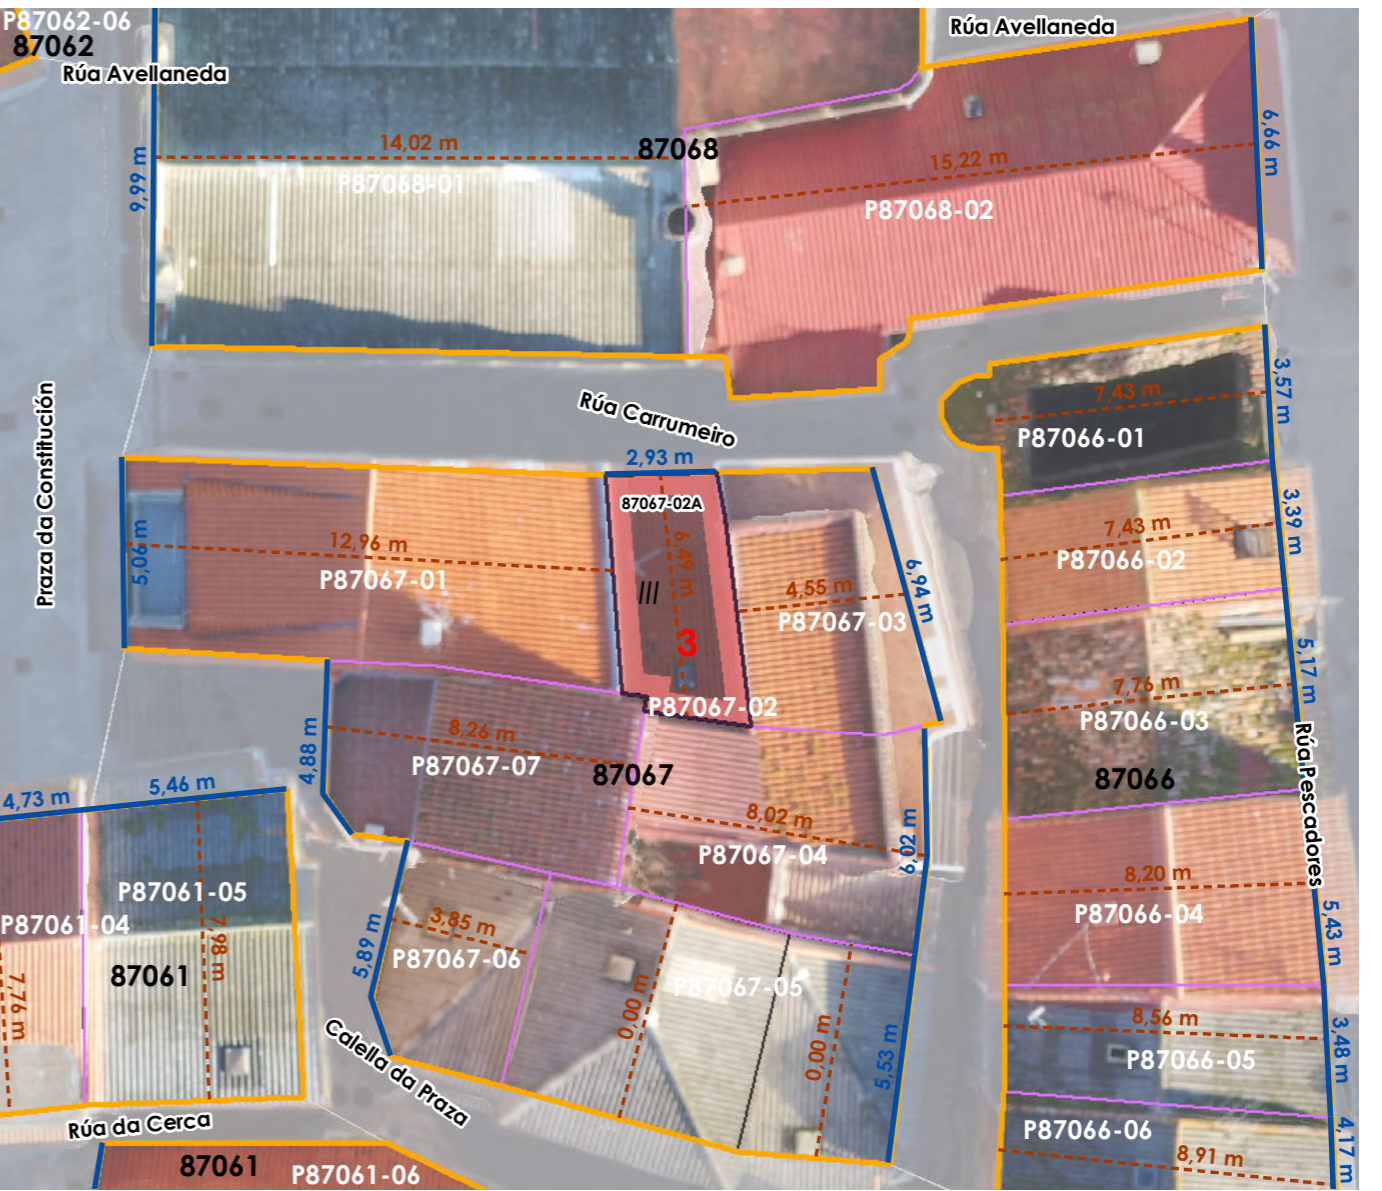 P87062-06
87062
Rúa Avellaneda
Rúa Avellaneda
14,02 m
87068
15,22 m
6,66 m
9,99 m
P87068-01
P87068-02
Praza da Constitución
Rúa Carrumeiro
2,93 m
87067-02A
6,49 m
III
3
P87067-02
5,06 m
12,96 m
P87067-01
4,55 m
P87067-03
6,94 m
7,43 m
P87066-01
3,57 m
7,43 m
P87066-02
3,39 m
7,76 m
P87066-03
5,17 m
87066
Rúa Pescadores
4,88 m
8,26 m
P87067-07
87067
8,02 m
P87067-04
6,02 m
4,73 m
5,46 m
P87061-05
P87061-04
7,98 m
87061
7,76 m
5,89 m
3,85 m
P87067-06
P87067-05
0,00 m
0,00 m
5,53 m
8,20 m
P87066-04
5,43 m
8,56 m
P87066-05
3,48 m
P87066-06
8,91 m
4,17 m
Calella da Praza
Rúa da Cerca
87061
P87061-06